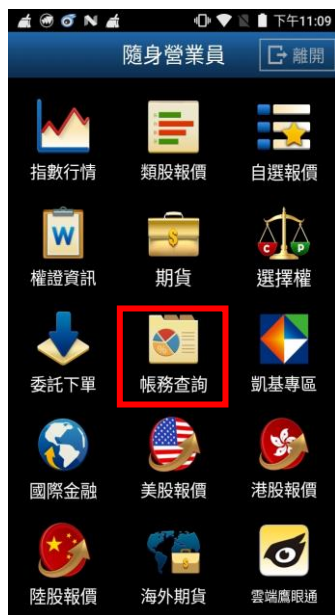 下午11:09
隨身營業員
離開
指數行情
類股報價
自選報價
W
權證資訊
$
期貨
C P
選擇權
委託下單
帳務查詢
凱基專區
國際金融
美股報價
港股報價
陸股報價
海外期貨
雲端鷹眼通